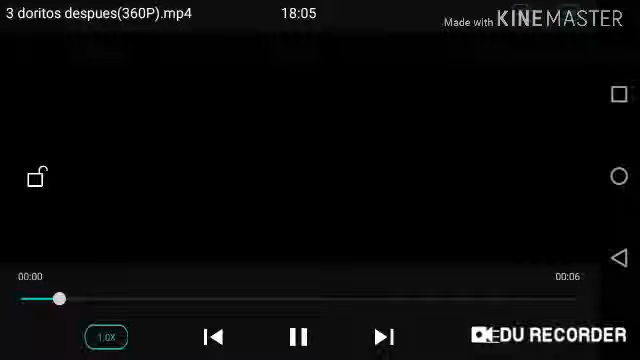 3 doritos despues(360P).mp4
18:05
Made with KINEMASTER
00:00
00:06
1.0X
DU RECORDER